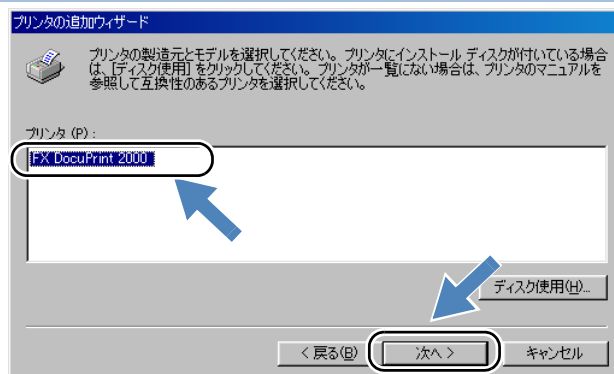 プリンタの追加ウィザード
プリンタの製造元とモデルを選択してください。プリンタにインストール ディスクが付いている場合
は、[ディスク使用] をクリックしてください。プリンタが一覧にない場合は、プリンタのマニュアルを
参照して互換性のあるプリンタを選択してください。
プリンタ (P) :
FX DocuPrint 2000
ディスク使用(H)...
< 戻る(B) 次へ > キャンセル